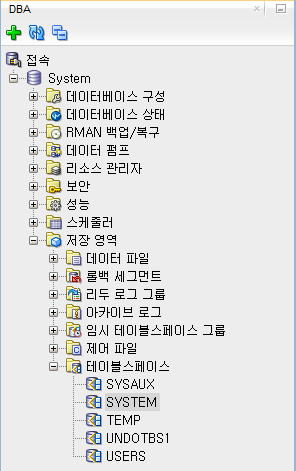 DBA
접속
System
데이터베이스 구성
데이터베이스 상태
RMAN 백업/복구
데이터 펌프
리소스 관리자
보안
성능
스케줄러
저장 영역
데이터 파일
롤백 세그먼트
리두 로그 그룹
아카이브 로그
임시 테이블스페이스 그룹
제어 파일
테이블스페이스
SYSAUX
SYSTEM
TEMP
UNDOTBS1
USERS